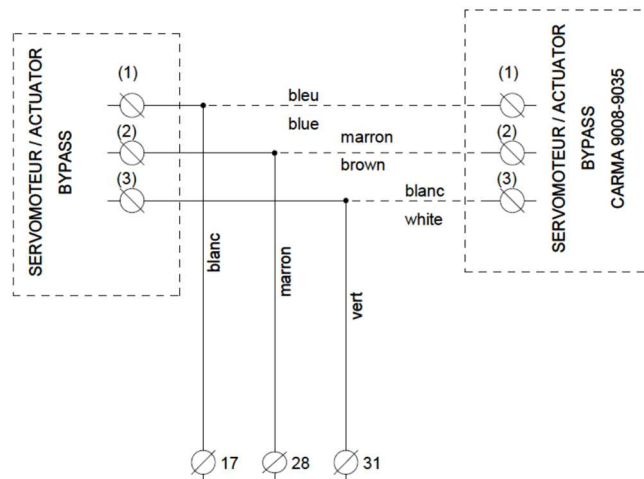 SERVOMOTEUR / ACTUATOR
BYPASS
(1)
(2)
(3)
bleu
blue
marron
brown
blanc
white
(1)
(2)
(3)
SERVOMOTEUR / ACTUATOR
BYPASS
CARMA 9008-9035
blanc
marron
vert
17
28
31